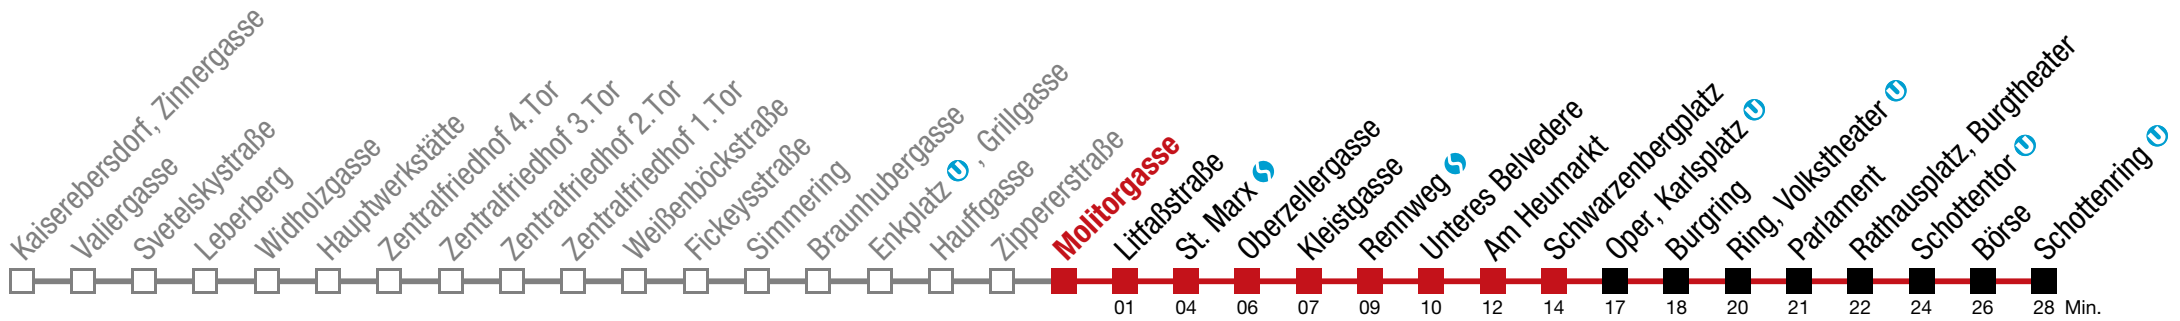 Kaiserebersdorf, Zinnergasse
Valiergasse
Svetelskystraße
Leberberg
Widholzgasse
Hauptwerkstätte
Zentralfriedhof 4.Tor
Zentralfriedhof 3.Tor
Zentralfriedhof 2.Tor
Zentralfriedhof 1.Tor
Weißenböckstraße
Fickeysstraße
Simmering
Braunhubergasse
Enkplatz U , Grillgasse
Hauffgasse
Zippererstraße
Molitorgasse
Litfaßstraße
St. Marx S
Oberzellergasse
Kleistgasse
Rennweg S
Unteres Belvedere
Am Heumarkt
Schwarzenbergplatz
Oper, Karlsplatz U
Burgring
Ring, Volkstheater U
Parlament
Rathausplatz, Burgtheater
Schottentor U
Börse
Schottenring U
01 04 06 07 09 10 12 14 17 18 20 21 22 24 26 28 Min.